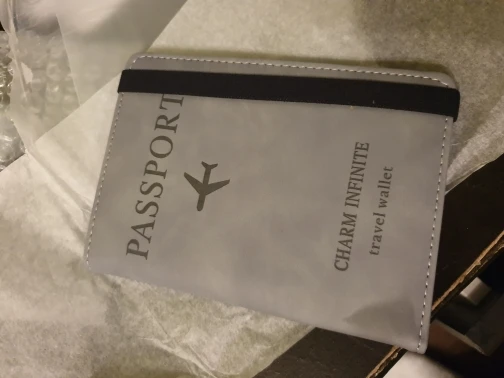 PASSPORT
CHARM INFINITE
travel wallet